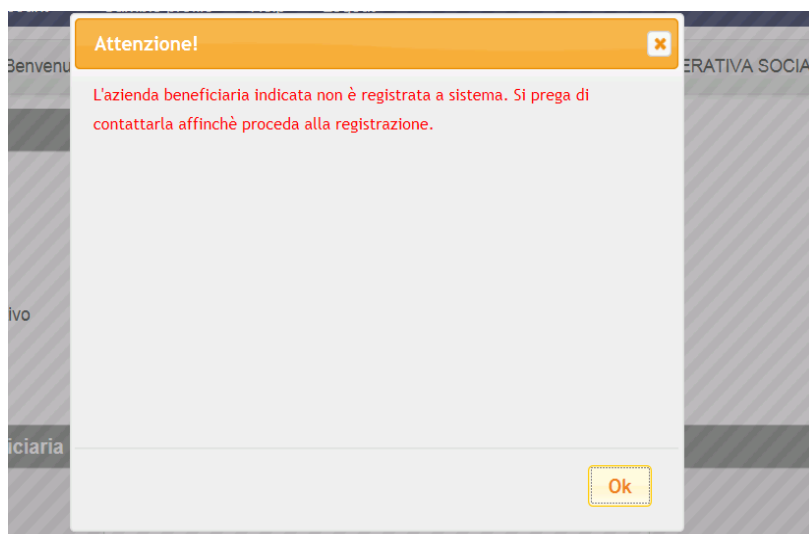 Attenzione!
Benvenu
ERATIVA SOCIA
L'azienda beneficiaria indicata non è registrata a sistema. Si prega di
contattarla affinchè proceda alla registrazione.
ivo
iciaria
Ok